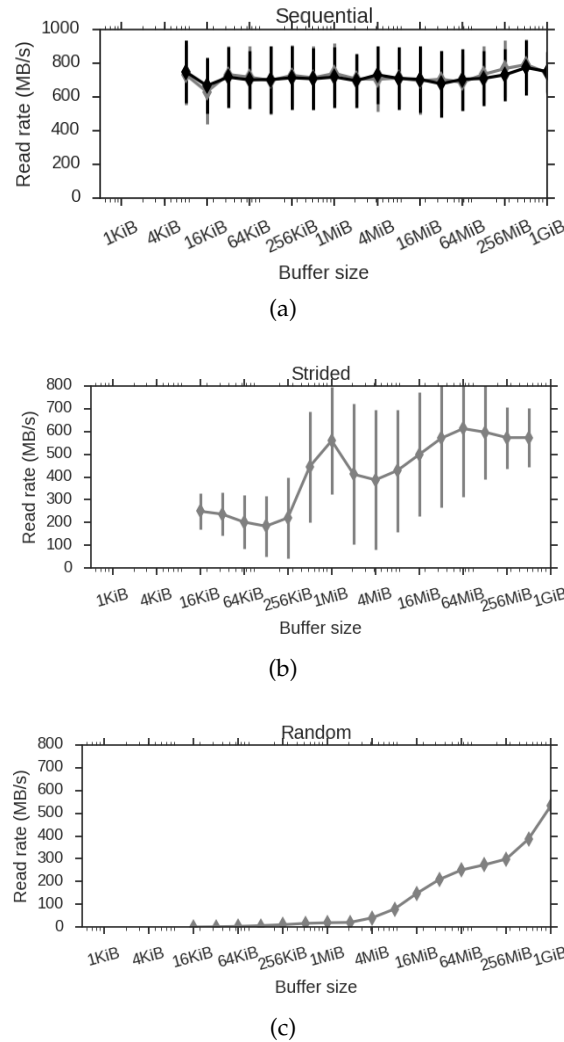 Sequential
1000
800
600
400
200
0
Read rate (MB/s)
1KiB 4KiB 16KiB 64KiB 256KiB 1MiB 4MiB 16MiB 64MiB 256MiB 1GiB
Buffer size
(a)
Strided
800
700
600
500
400
300
200
100
0
Read rate (MB/s)
1KiB 4KiB 16KiB 64KiB 256KiB 1MiB 4MiB 16MiB 64MiB 256MiB 1GiB
Buffer size
(b)
Random
800
700
600
500
400
300
200
100
0
Read rate (MB/s)
1KiB 4KiB 16KiB 64KiB 256KiB 1MiB 4MiB 16MiB 64MiB 256MiB 1GiB
Buffer size
(c)